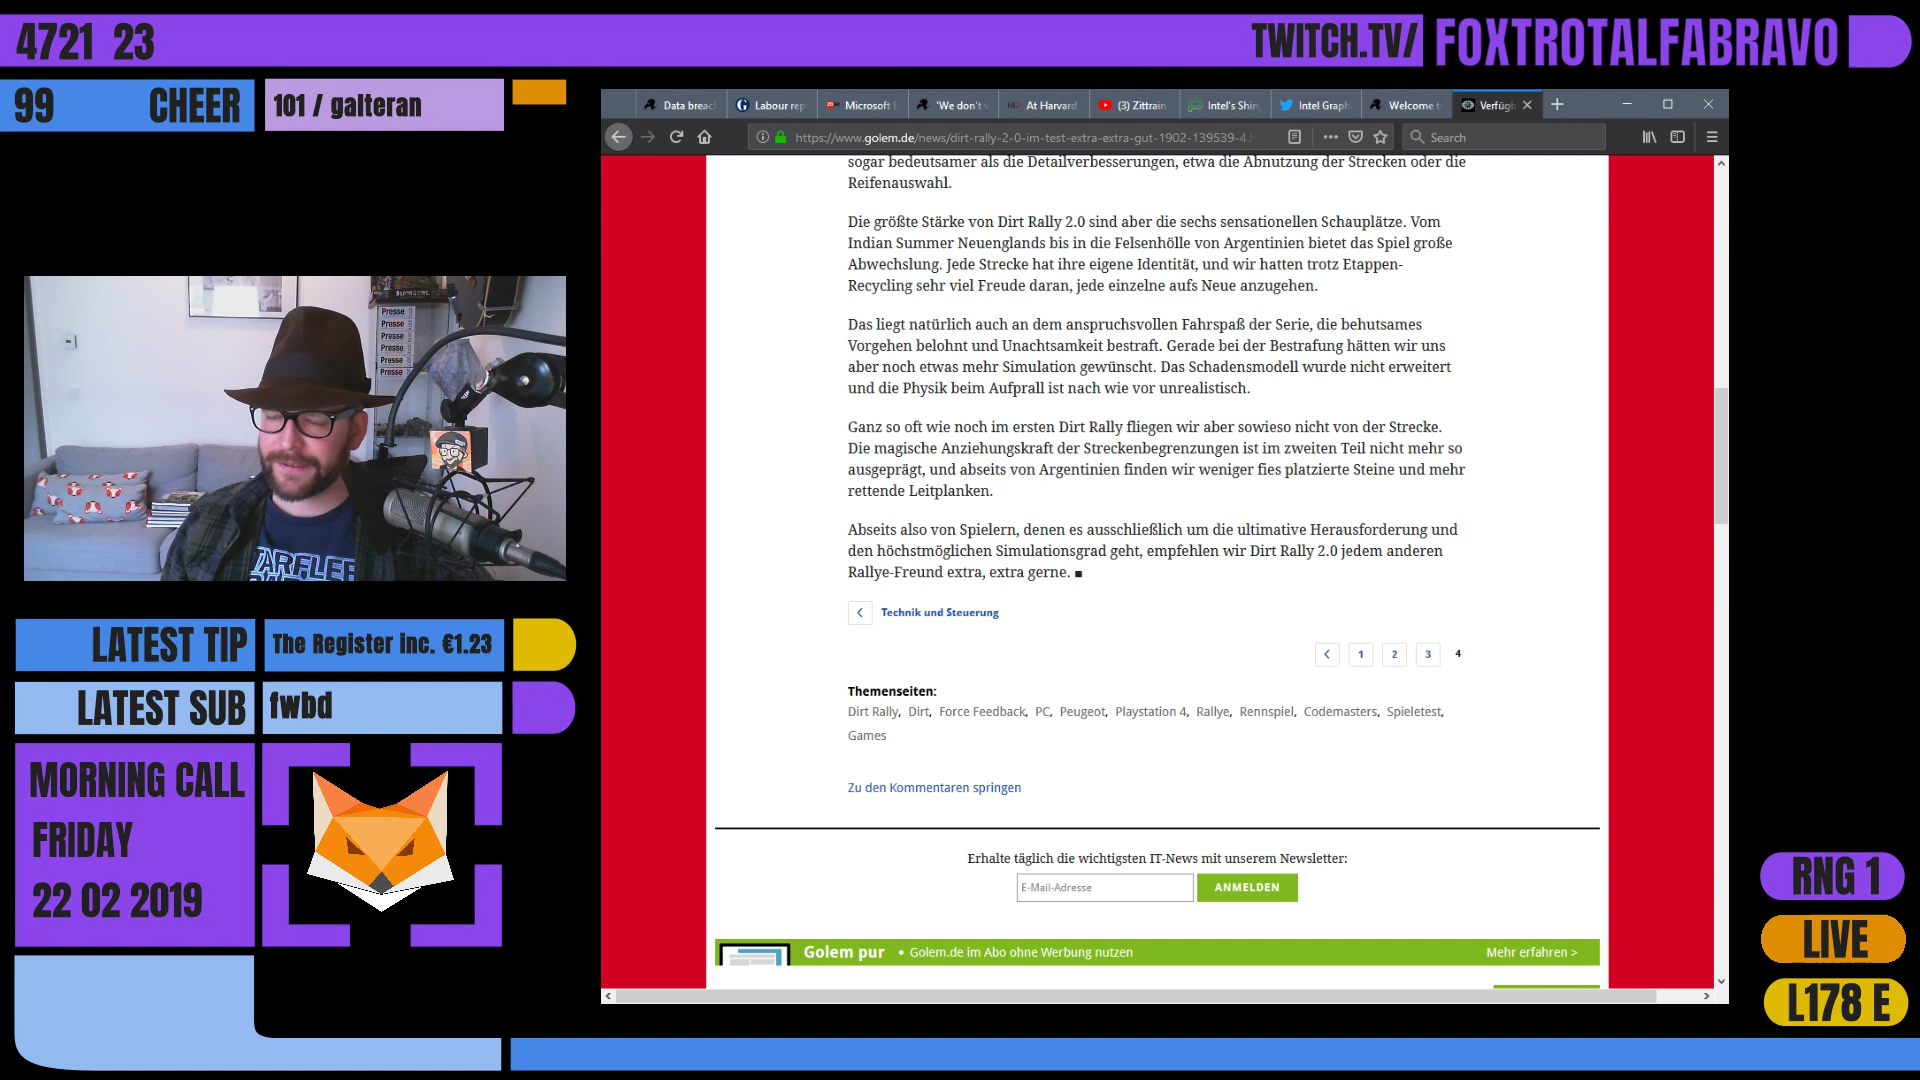 4721 23
TWITCH.TV/ FOXTROTALFABRAVO
99 CHEER
101 / galteran
Data breac
Labour rep
Microsoft E
'We don't
At Harvard
(3) Zittrain
Intel's Shin
Intel Graph
Welcome t
Verfügb
https://www.golem.de/news/dirt-rally-2-0-im-test-extra-extra-gut-1902-139539-4.h
Search
sogar bedeutsamer als die Detailverbesserungen, etwa die Abnutzung der Strecken oder die
Reifenauswahl.
Die größte Stärke von Dirt Rally 2.0 sind aber die sechs sensationellen Schauplätze. Vom
Indian Summer Neuenglands bis in die Felsenhölle von Argentinien bietet das Spiel große
Abwechslung. Jede Strecke hat ihre eigene Identität, und wir hatten trotz Etappen-
Recycling sehr viel Freude daran, jede einzelne aufs Neue anzugehen.
Das liegt natürlich auch an dem anspruchsvollen Fahrspaß der Serie, die behutsames
Vorgehen belohnt und Unachtsamkeit bestraft. Gerade bei der Bestrafung hätten wir uns
aber noch etwas mehr Simulation gewünscht. Das Schadensmodell wurde nicht erweitert
und die Physik beim Aufprall ist nach wie vor unrealistisch.
Ganz so oft wie noch im ersten Dirt Rally fliegen wir aber sowieso nicht von der Strecke.
Die magische Anziehungskraft der Streckenbegrenzungen ist im zweiten Teil nicht mehr so
ausgeprägt, und abseits von Argentinien finden wir weniger fies platzierte Steine und mehr
rettende Leitplanken.
Abseits also von Spielern, denen es ausschließlich um die ultimative Herausforderung und
den höchstmöglichen Simulationsgrad geht, empfehlen wir Dirt Rally 2.0 jedem anderen
Rallye-Freund extra, extra gerne. ■
Technik und Steuerung
1 2 3 4
Themenseiten:
Dirt Rally, Dirt, Force Feedback, PC, Peugeot, Playstation 4, Rallye, Rennspiel, Codemasters, Spieletest,
Games
Zu den Kommentaren springen
Erhalte täglich die wichtigsten IT-News mit unserem Newsletter:
E-Mail-Adresse
ANMELDEN
Golem pur • Golem.de im Abo ohne Werbung nutzen
Mehr erfahren >
Presse
Presse
Presse
Presse
Presse
Presse
LATEST TIP
The Register inc. €1.23
LATEST SUB
fwbd
MORNING CALL
FRIDAY
22 02 2019
RNG 1
LIVE
L178 E